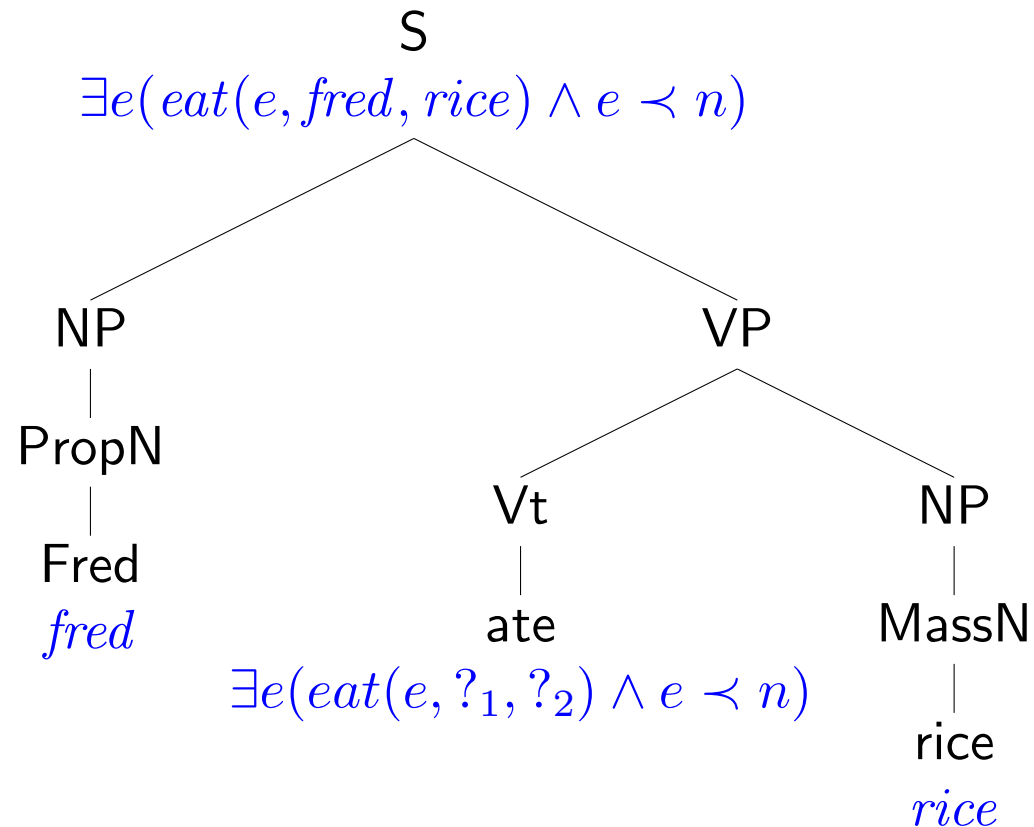 S
∃e(eat(e, fred, rice) ∧ e ≺ n)
NP VP
PropN
Vt NP
Fred
fred
ate MassN
∃e(eat(e, ?₁, ?₂) ∧ e ≺ n)
rice
rice